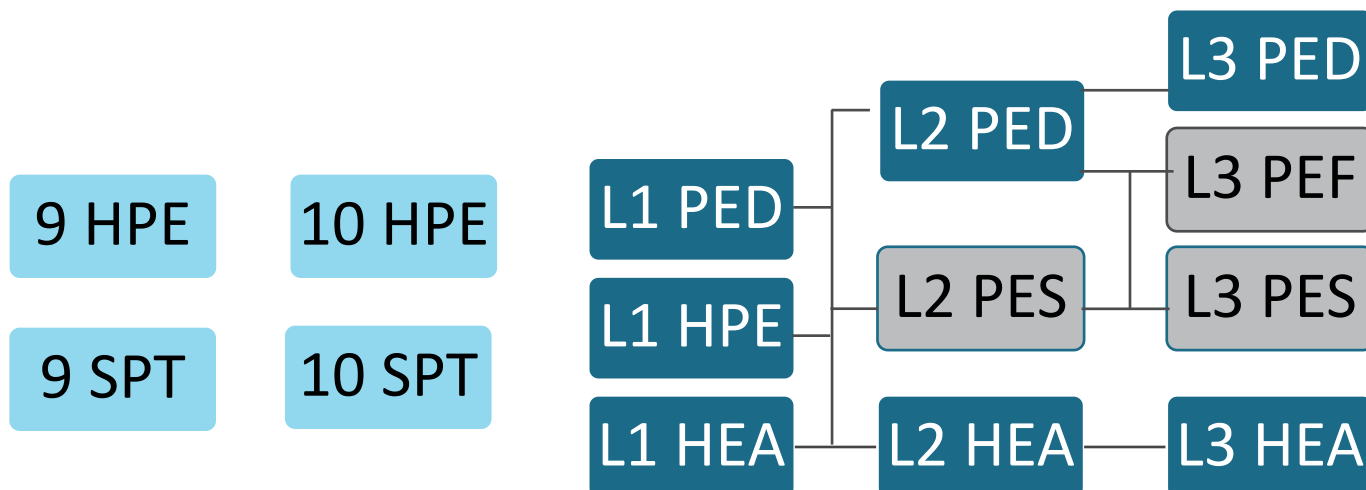 9 HPE
9 SPT
10 HPE
10 SPT
L1 PED
L1 HPE
L1 HEA
L2 PED
L2 PES
L2 HEA
L3 PED
L3 PEF
L3 PES
L3 HEA